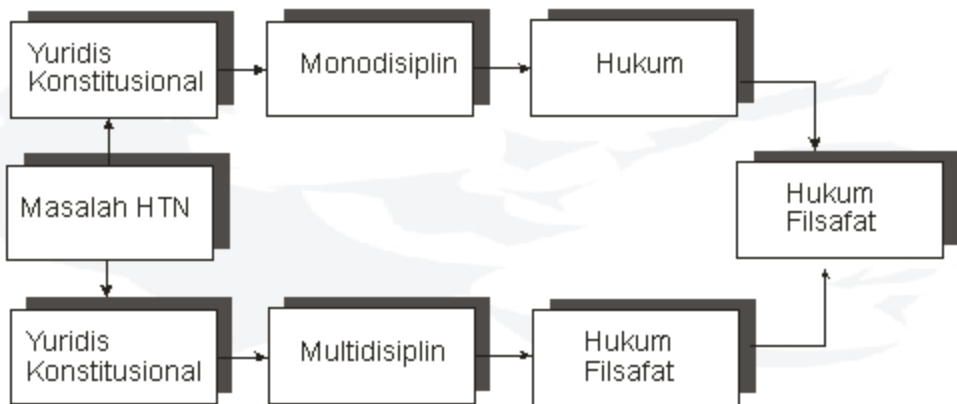 Yuridis
Konstitusional
Monodisiplin
Hukum
Masalah HTN
Hukum
Filsafat
Yuridis
Konstitusional
Multidisiplin
Hukum
Filsafat